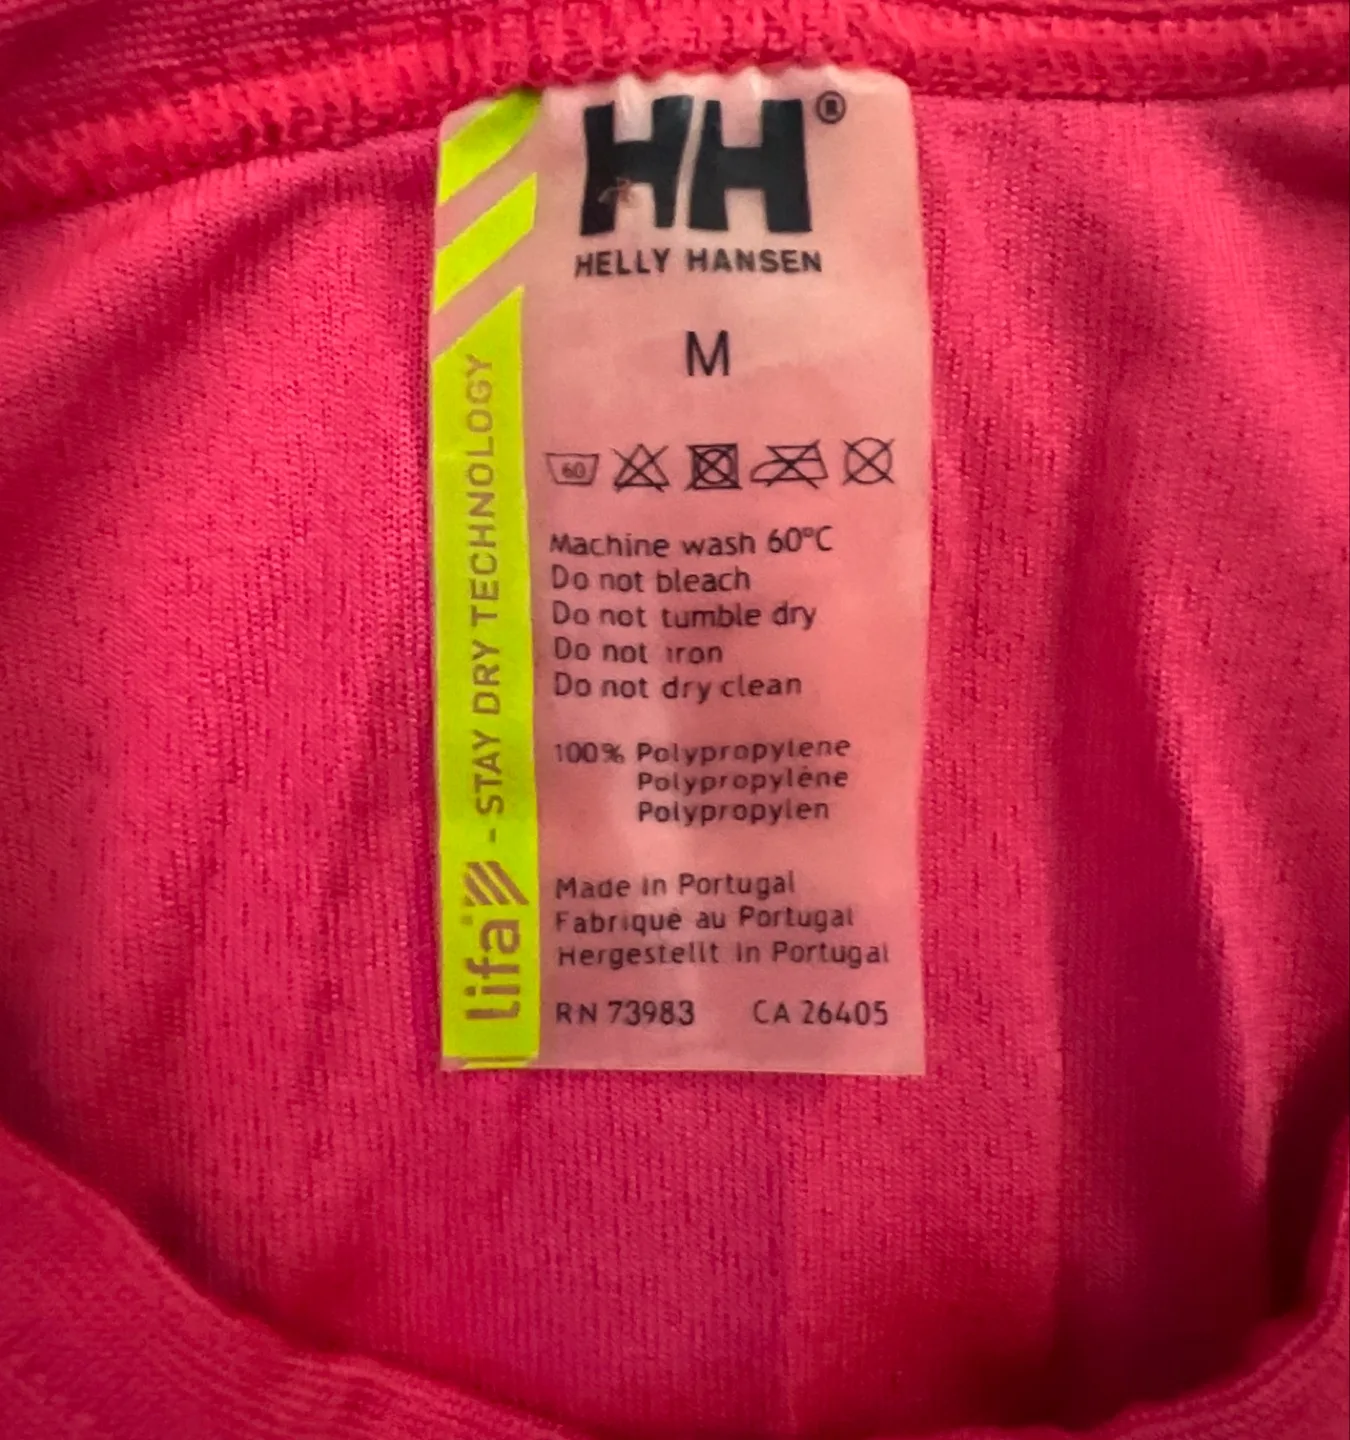 HH®
HELLY HANSEN
M
60
Machine wash 60°C
Do not bleach
Do not tumble dry
Do not iron
Do not dry clean
100% Polypropylene
Polypropylène
Polypropylen
Made in Portugal
Fabriqué au Portugal
Hergestellt in Portugal
RN 73983 CA 26405
lifa® - STAY DRY TECHNOLOGY